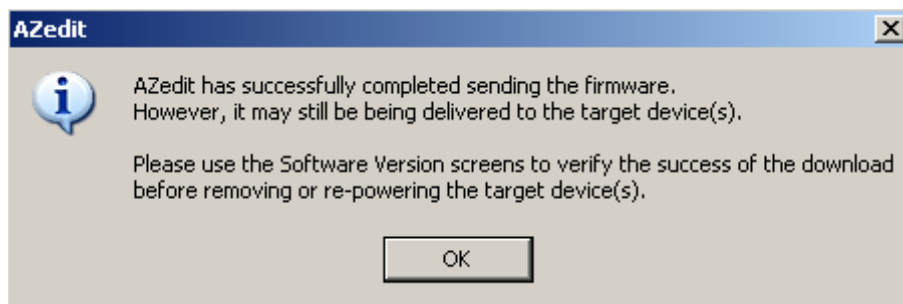 AZedit
AZedit has successfully completed sending the firmware.
However, it may still be being delivered to the target device(s).
Please use the Software Version screens to verify the success of the download
before removing or re-powering the target device(s).
OK